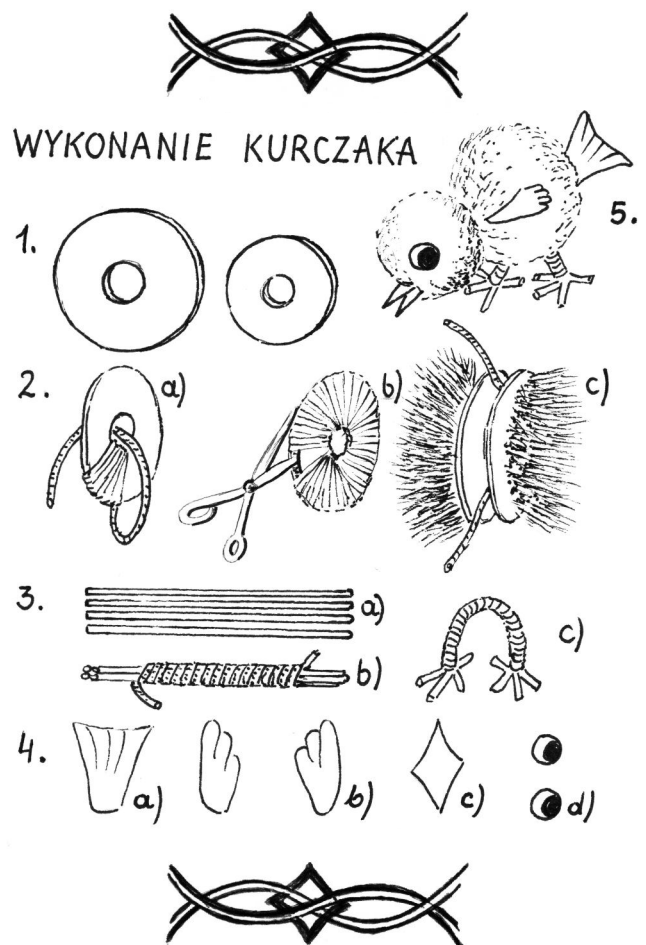 WYKONANIE KURCZAKA
5.
1.
2. a) b) c)
3. a)
b) c)
4. a) b) c) d)